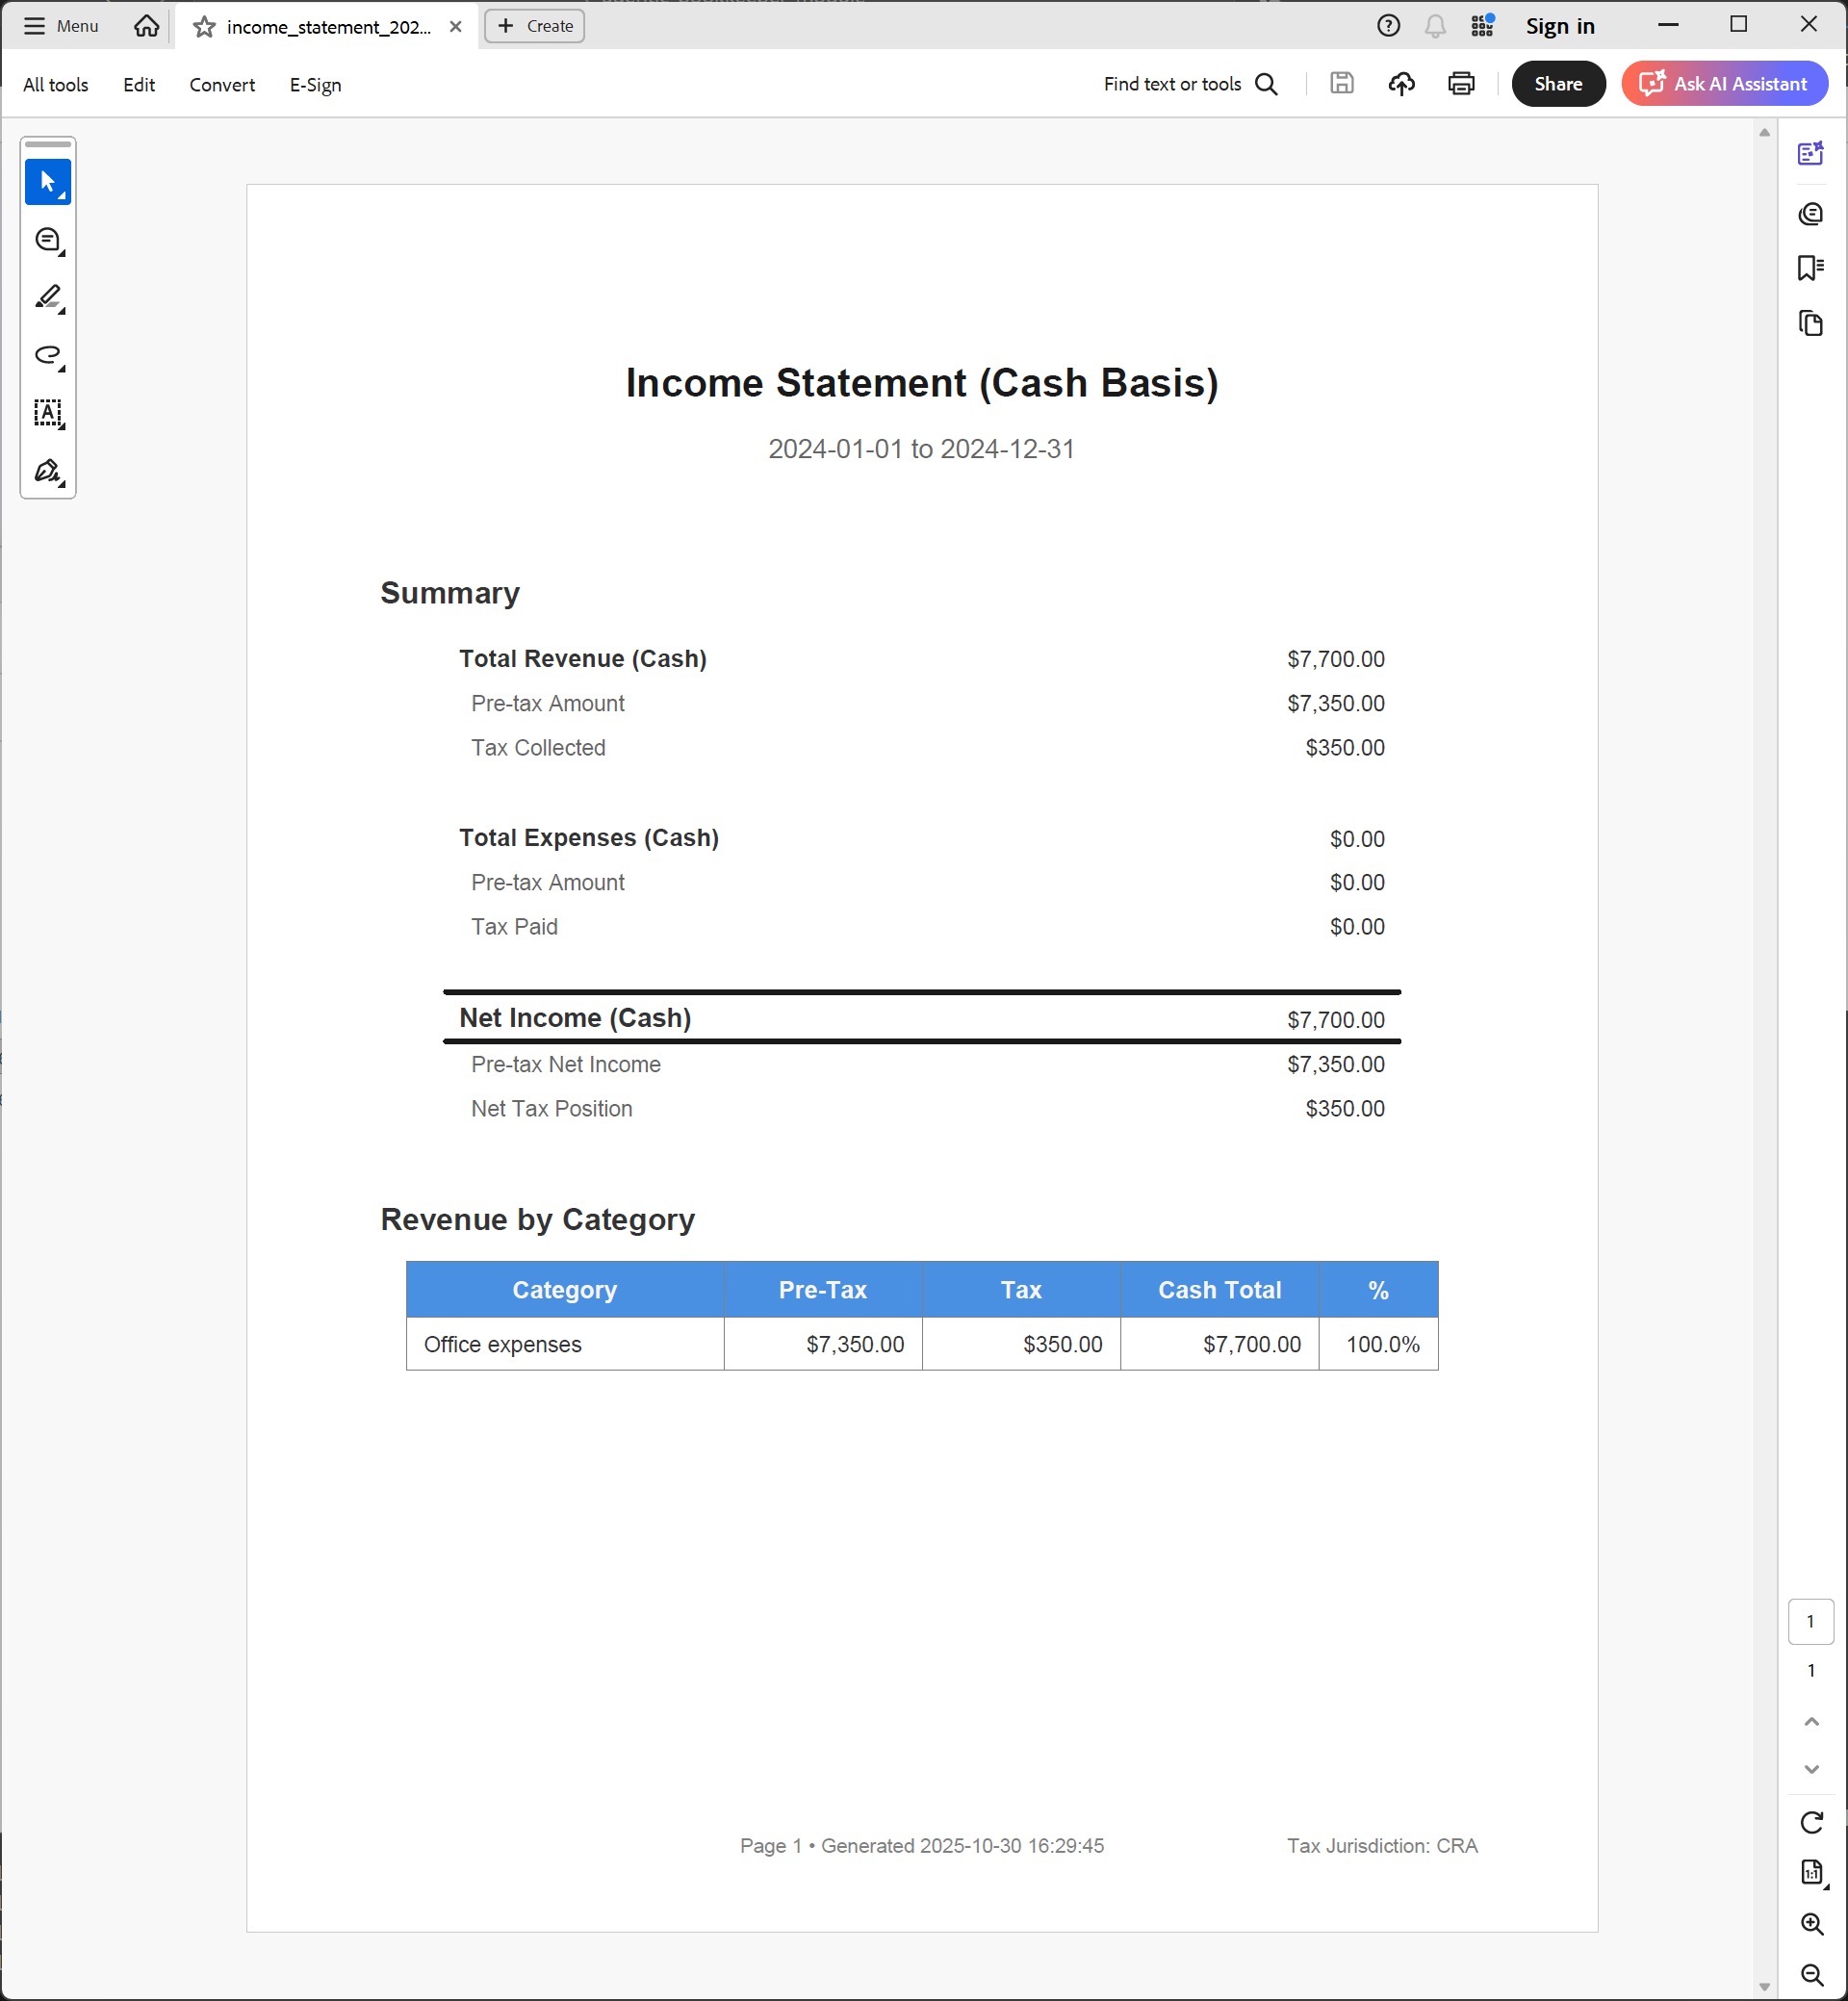 Menu
income_statement_202...
Create
Sign in
All tools
Edit
Convert
E-Sign
Find text or tools
Share
Ask AI Assistant
Income Statement (Cash Basis)
2024-01-01 to 2024-12-31
Summary
Total Revenue (Cash) $7,700.00
Pre-tax Amount $7,350.00
Tax Collected $350.00
Total Expenses (Cash) $0.00
Pre-tax Amount $0.00
Tax Paid $0.00
Net Income (Cash) $7,700.00
Pre-tax Net Income $7,350.00
Net Tax Position $350.00
Revenue by Category
Category Pre-Tax Tax Cash Total %
Office expenses $7,350.00 $350.00 $7,700.00 100.0%
Page 1 • Generated 2025-10-30 16:29:45
Tax Jurisdiction: CRA
1
1